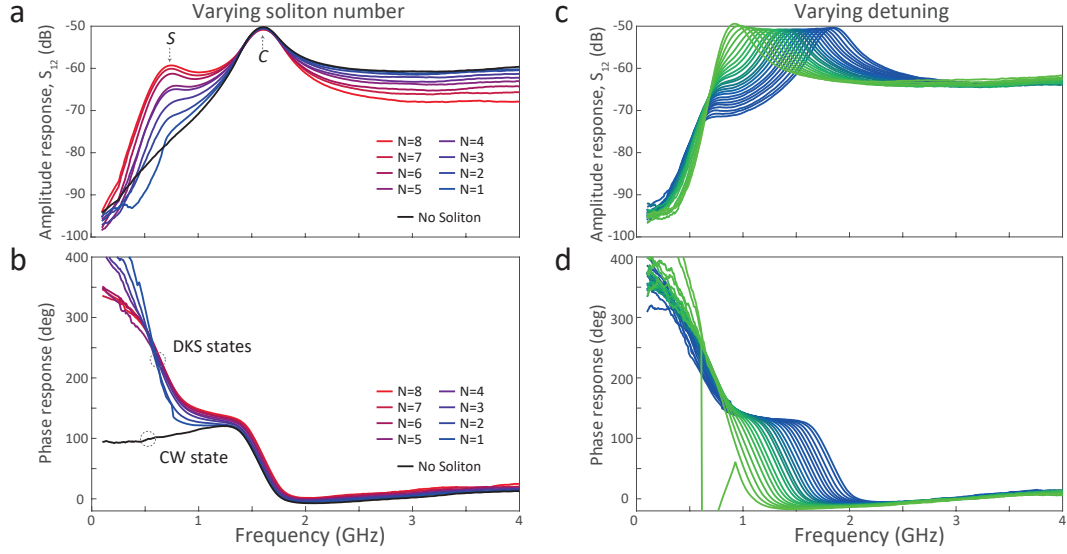 a
Varying soliton number
Amplitude response, S12 (dB)
-50
-60
-70
-80
-90
-100
S
C
N=8
N=4
N=7
N=3
N=6
N=2
N=5
N=1
No Soliton
b
Phase response (deg)
400
300
200
100
0
DKS states
CW state
N=8
N=4
N=7
N=3
N=6
N=2
N=5
N=1
No Soliton
0
1
2
3
4
Frequency (GHz)
c
Varying detuning
Amplitude response, S12 (dB)
-50
-60
-70
-80
-90
-100
d
Phase response (deg)
400
300
200
100
0
0
1
2
3
4
Frequency (GHz)